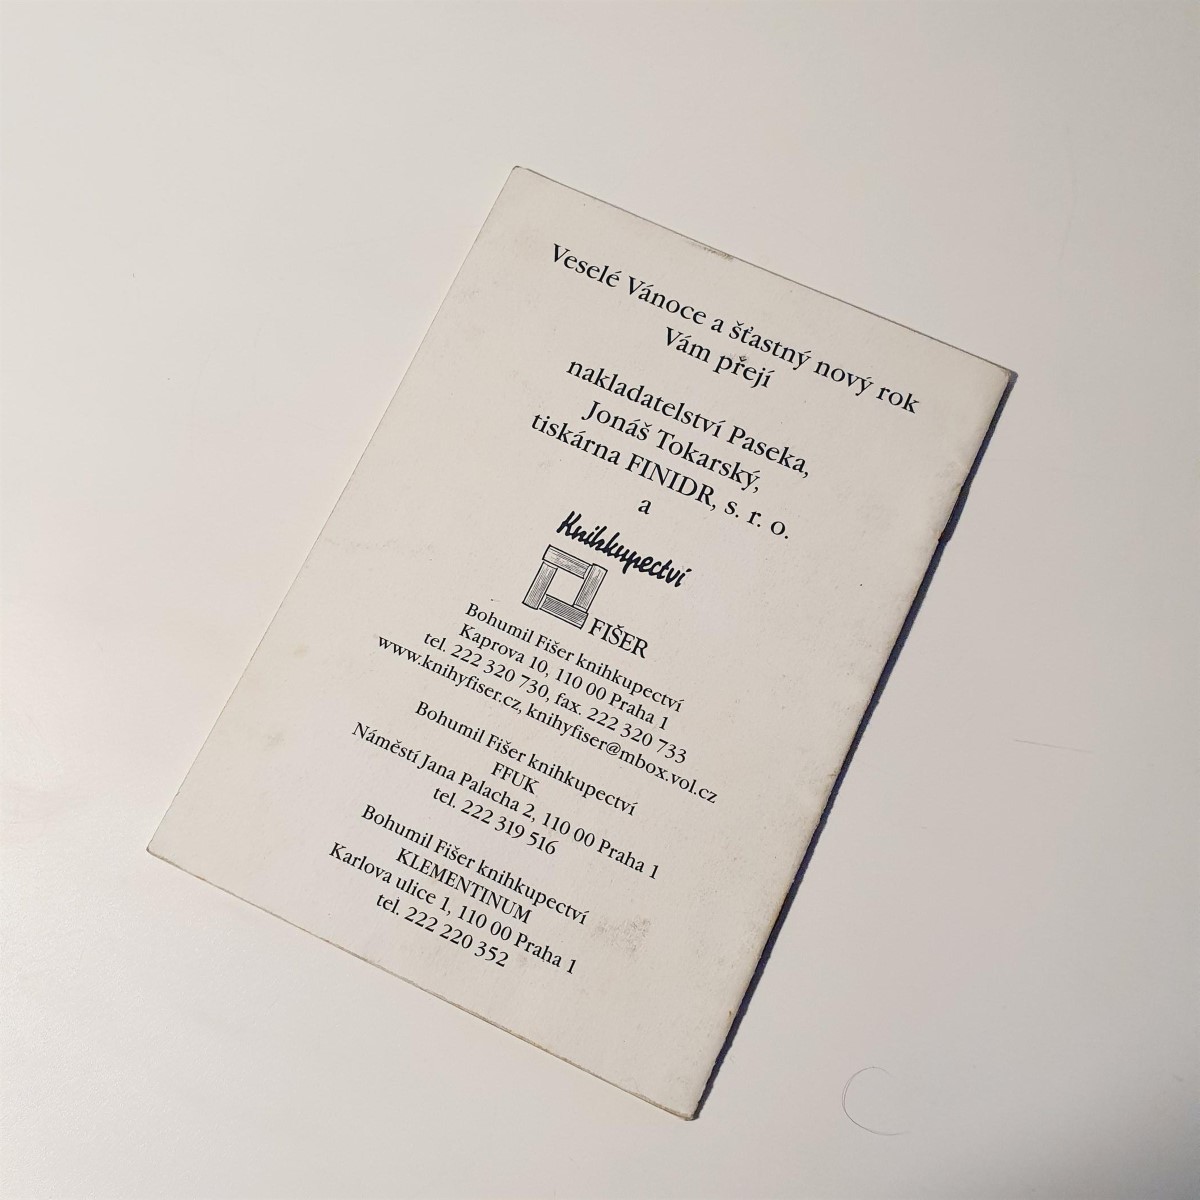 Veselé Vánoce a šťastný nový rok
Vám přejí
nakladatelství Paseka,
Jonáš Tokarský,
tiskárna FINIDR, s. r. o.
a
Knihkupectví
FIŠER
Bohumil Fišer knihkupectví
Kaprova 10, 110 00 Praha 1
tel. 222 320 730, fax. 222 320 733
www.knihyfiser.cz, knihyfiser@mbox.vol.cz
Bohumil Fišer knihkupectví
FFUK
Náměstí Jana Palacha 2, 110 00 Praha 1
tel. 222 319 516
Bohumil Fišer knihkupectví
KLEMENTINUM
Karlova ulice 1, 110 00 Praha 1
tel. 222 220 352